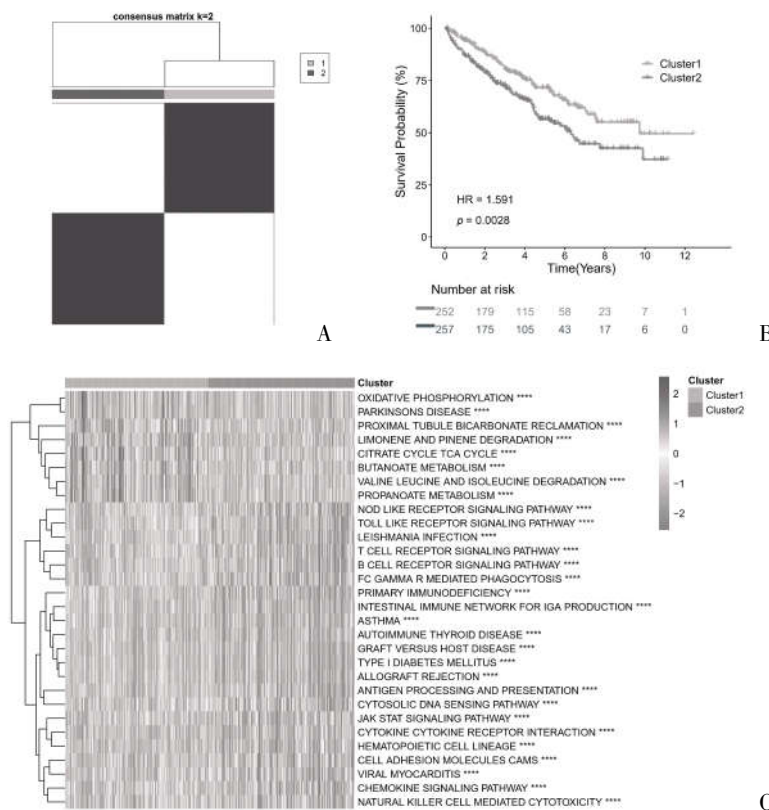 consensus matrix k=2
1
2
A
Survival Probability (%)
100
75
50
25
0
Cluster1
Cluster2
HR = 1.591
p = 0.0028
0 2 4 6 8 10 12
Time(Years)
Number at risk
252 179 115 58 23 7 1
257 175 105 43 17 6 0
B
Cluster
OXIDATIVE PHOSPHORYLATION ****
PARKINSONS DISEASE ****
PROXIMAL TUBULE BICARBONATE RECLAMATION ****
LIMONENE AND PINENE DEGRADATION ****
CITRATE CYCLE TCA CYCLE ****
BUTANOATE METABOLISM ****
VALINE LEUCINE AND ISOLEUCINE DEGRADATION ****
PROPANOATE METABOLISM ****
NOD LIKE RECEPTOR SIGNALING PATHWAY ****
TOLL LIKE RECEPTOR SIGNALING PATHWAY ****
LEISHMANIA INFECTION ****
T CELL RECEPTOR SIGNALING PATHWAY ****
B CELL RECEPTOR SIGNALING PATHWAY ****
FC GAMMA R MEDIATED PHAGOCYTOSIS ****
PRIMARY IMMUNODEFICIENCY ****
INTESTINAL IMMUNE NETWORK FOR IGA PRODUCTION ****
ASTHMA ****
AUTOIMMUNE THYROID DISEASE ****
GRAFT VERSUS HOST DISEASE ****
TYPE I DIABETES MELLITUS ****
ALLOGRAFT REJECTION ****
ANTIGEN PROCESSING AND PRESENTATION ****
CYTOSOLIC DNA SENSING PATHWAY ****
JAK STAT SIGNALING PATHWAY ****
CYTOKINE CYTOKINE RECEPTOR INTERACTION ****
HEMATOPOIETIC CELL LINEAGE ****
CELL ADHESION MOLECULES CAMS ****
VIRAL MYOCARDITIS ****
CHEMOKINE SIGNALING PATHWAY ****
NATURAL KILLER CELL MEDIATED CYTOTOXICITY ****
2
1
0
−1
−2
Cluster
Cluster1
Cluster2
C